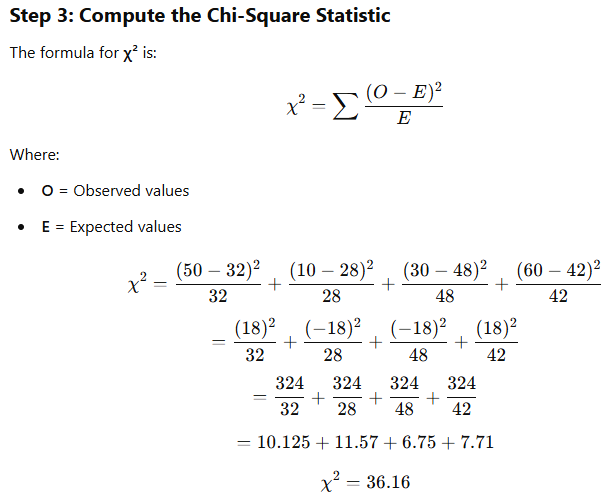 Step 3: Compute the Chi-Square Statistic
The formula for χ² is:
χ² = ∑ (O − E)² / E
Where:
• O = Observed values
• E = Expected values
χ² = (50 − 32)² / 32 + (10 − 28)² / 28 + (30 − 48)² / 48 + (60 − 42)² / 42
= (18)² / 32 + (−18)² / 28 + (−18)² / 48 + (18)² / 42
= 324 / 32 + 324 / 28 + 324 / 48 + 324 / 42
= 10.125 + 11.57 + 6.75 + 7.71
χ² = 36.16